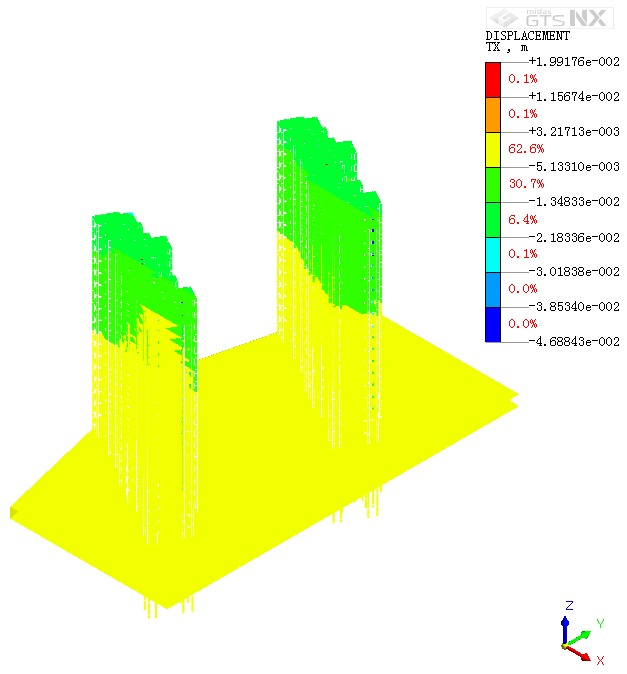 midas
GTS NX
DISPLACEMENT
TX , m
+1.99176e-002
0.1%
+1.15674e-002
0.1%
+3.21713e-003
62.6%
-5.13310e-003
30.7%
-1.34833e-002
6.4%
-2.18336e-002
0.1%
-3.01838e-002
0.0%
-3.85340e-002
0.0%
-4.68843e-002
Z
Y
X